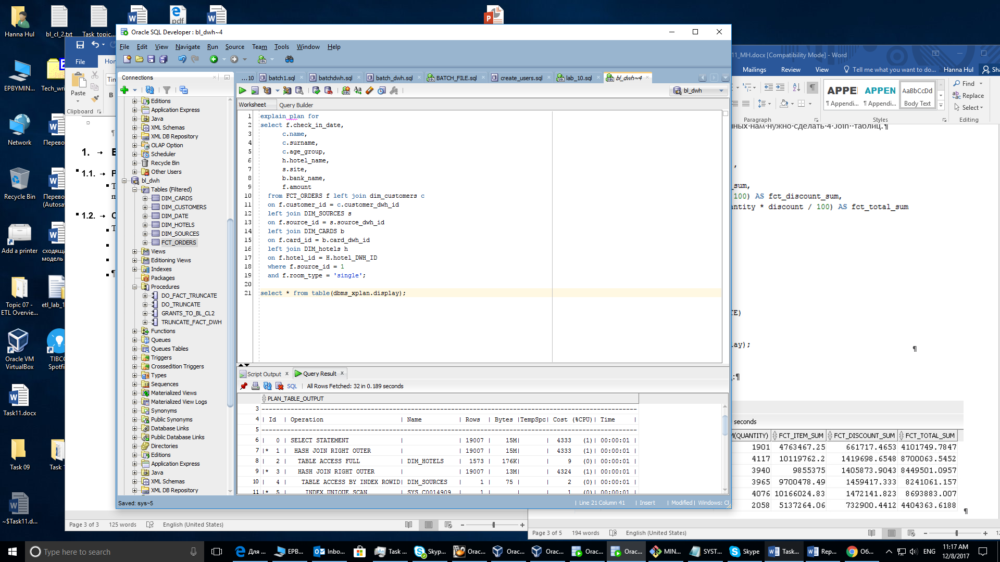 Hanna Hul
bl_cl_2.txt
Task_topic...
EPBYMIN...
Tech_writ
Network
Перевo
Recycle Bin
Перево
(Autosav
Add a printer
сходяща
модель
Topic 07 -
ETL Overvie...
etl_lab_1
Oracle VM
VirtualBox
TIBCO
Spotfi
Task11.docx
Task 09
Task
~$Task11.d...
File
Hom
Paste
Clipboard
Tim
B
1.
1.1.
1.2.
Page 3 of 3
125 words
English (United States)
Oracle SQL Developer : bl_dwh~4
File Edit View Navigate Run Source Team Tools Window Help
Connections
Editions
Application Express
Java
XML Schemas
XML DB Repository
OLAP Option
Scheduler
Recycle Bin
Other Users
bl_dwh
Tables (Filtered)
DIM_CARDS
DIM_CUSTOMERS
DIM_DATE
DIM_HOTELS
DIM_SOURCES
FCT_ORDERS
Views
Editioning Views
Indexes
Packages
Procedures
DO_FACT_TRUNCATE
DO_TRUNCATE
GRANTS_TO_BL_CL2
TRUNCATE_FACT_DWH
Functions
Queues
Queues Tables
Triggers
Crossedition Triggers
Types
Sequences
Materialized Views
Materialized View Logs
Synonyms
Public Synonyms
Database Links
Public Database Links
Directories
Editions
Application Express
Java
XML Schemas
XML DB Repository
...10 batch1.sql batchdwh.sql batch_dwh.sql BATCH_FILE.sql create_users.sql lab_10.sql bl_dwh~4
bl_dwh
Worksheet Query Builder
1 explain plan for
2 select f.check_in_date,
3 c.name,
4 c.surname,
5 c.age_group,
6 h.hotel_name,
7 s.site,
8 b.bank_name,
9 f.amount
10 from FCT_ORDERS f left join dim_customers c
11 on f.customer_id = c.customer_dwh_id
12 left join DIM_SOURCES s
13 on f.source_id = s.source_dwh_id
14 left join DIM_CARDS b
15 on f.card_id = b.card_dwh_id
16 left join DIM_hotels h
17 on f.hotel_id = H.hotel_DWH_ID
18 where f.source_id = 1
19 and f.room_type = 'single';
20
21 select * from table(dbms_xplan.display);
Script Output x Query Result x
SQL | All Rows Fetched: 32 in 0.189 seconds
PLAN_TABLE_OUTPUT
3 --------------------------------
4 | Id | Operation | Name | Rows | Bytes |TempSpc| Cost (%CPU)| Time |
5 --------------------------------
6 | 0 | SELECT STATEMENT | | 19007 | 15M| | 4333 (1)| 00:00:01 |
7 |* 1 | HASH JOIN RIGHT OUTER | | 19007 | 15M| | 4333 (1)| 00:00:01 |
8 | 2 | TABLE ACCESS FULL | DIM_HOTELS | 1573 | 176K| | 9 (0)| 00:00:01 |
9 |* 3 | HASH JOIN RIGHT OUTER | | 19007 | 13M| | 4324 (1)| 00:00:01 |
10 | 4 | TABLE ACCESS BY INDEX ROWID| DIM_SOURCES | 1 | 75 | | 2 (0)| 00:00:01 |
11 |* 5 | INDEX UNIQUE SCAN | SYS_C0014909 | 1 | | | 1 (0)| 00:00:01 |
Saved: sys~5
| Line 21 Column 41 | Insert | Modified | Windows: CR
11_MH.docx [Compatibility Mode] - Word
Mailings Review View Tell me what you want to do... Hanna Hul Sha
APPE APPEN AaBbCcDd
¶ Appendi... ¶ Appendi... Body Text
Find
Replace
Select
Paragraph Styles Editing
нных·нам·нужно·сделать·4·Join··таблиц.¶
,
_sum,
100) AS fct_discount_sum,
antity * discount / 100) AS fct_total_sum
E)
lay);
¶
:¶
seconds
M(QUANTITY) FCT_ITEM_SUM FCT_DISCOUNT_SUM FCT_TOTAL_SUM
1901 4763467.25 661717.4653 4101749.7847
4117 10119762.2 1419698.6548 8700063.5452
3940 9855375 1405873.9043 8449501.0957
3965 9700478.49 1459417.333 8241061.157
4076 10166024.83 1472141.823 8693883.007
2058 5137264.06 732900.4412 4404363.6188
¶
Page 3 of 5
194 words
English (United States)
Type here to search
Для ...
EPB...
Inbo...
Task ...
Skyp...
Orac...
Orac...
Orac...
Orac...
Orac...
MIN...
SYST...
Skype
Task...
Rep...
Об...
ENG
11:17 AM
12/8/2017